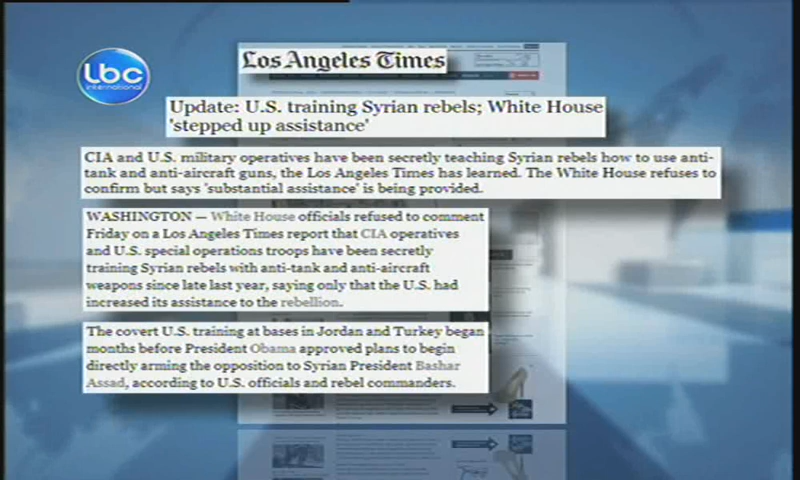 lbc
international
Los Angeles Times
Update: U.S. training Syrian rebels; White House
'stepped up assistance'
CIA and U.S. military operatives have been secretly teaching Syrian rebels how to use anti-
tank and anti-aircraft guns, the Los Angeles Times has learned. The White House refuses to
confirm but says 'substantial assistance' is being provided.
WASHINGTON — White House officials refused to comment
Friday on a Los Angeles Times report that CIA operatives
and U.S. special operations troops have been secretly
training Syrian rebels with anti-tank and anti-aircraft
weapons since late last year, saying only that the U.S. had
increased its assistance to the rebellion.
The covert U.S. training at bases in Jordan and Turkey began
months before President Obama approved plans to begin
directly arming the opposition to Syrian President Bashar
Assad, according to U.S. officials and rebel commanders.